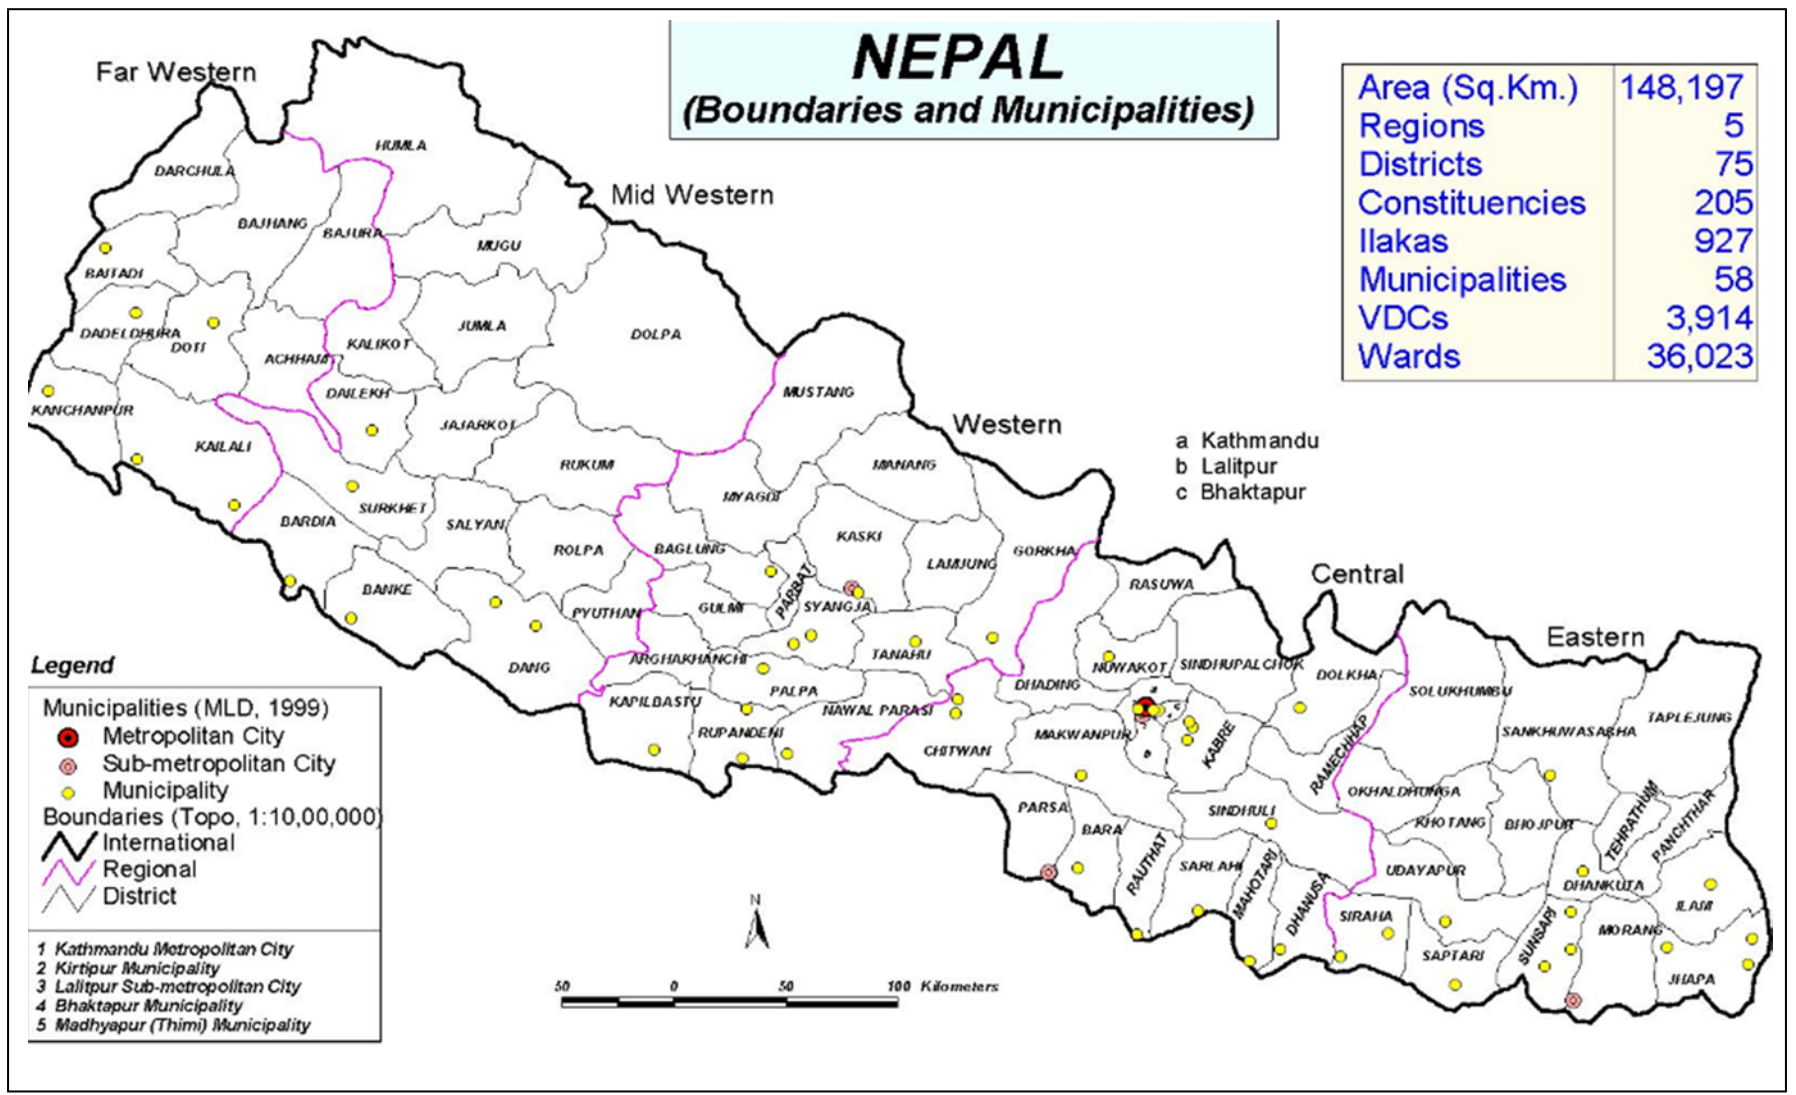 NEPAL
(Boundaries and Municipalities)
Area (Sq.Km.) 148,197
Regions 5
Districts 75
Constituencies 205
Ilakas 927
Municipalities 58
VDCs 3,914
Wards 36,023
Far Western
Mid Western
Western
Central
Eastern
a Kathmandu
b Lalitpur
c Bhaktapur
HUMLA
DARCHULA
BAJHANG
BAJURA
MUGU
BAITADI
DADELDHURA
DOTI
ACHHAM
KALIKOT
JUMLA
DOLPA
MUSTANG
KANCHANPUR
DAILEKH
JAJARKOT
KAILALI
RUKUM
MANANG
MYAGDI
SURKHET
BARDIA
SALYAN
ROLPA
BAGLUNG
KASKI
LAMJUNG
GORKHA
RASUWA
BANKE
PYUTHAN
GULMI
PARBAT
SYANGJA
DANG
ARGHAKHANCHI
TANAHU
NUWAKOT
SINDHUPALCHOK
DOLKHA
DHADING
KAPILBASTU
PALPA
NAWAL PARASI
RUPANDEHI
CHITWAN
MAKWANPUR
a
c
b
KABRE
RAMECHHAP
SOLUKHUMBU
SANKHUWASABHA
TAPLEJUNG
OKHALDHUNGA
PARSA
BARA
RAUTHAT
SINDHULI
KHOTANG
BHOJPUR
TEHRATHUM
PANCHTHAR
SARLAHI
MAHOTARI
DHANUSA
UDAYAPUR
DHANKUTA
ILAM
SIRAHA
SAPTARI
SUNSARI
MORANG
JHAPA
Legend
Municipalities (MLD, 1999)
Metropolitan City
Sub-metropolitan City
Municipality
Boundaries (Topo, 1:10,00,000)
International
Regional
District
1 Kathmandu Metropolitan City
2 Kirtipur Municipality
3 Lalitpur Sub-metropolitan City
4 Bhaktapur Municipality
5 Madhyapur (Thimi) Municipality
N
50 0 50 100 Kilometers